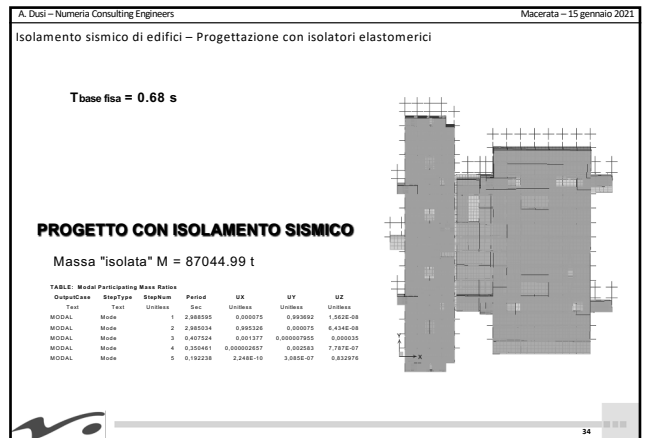 A. Dusi – Numeria Consulting Engineers Macerata – 15 gennaio 2021
Isolamento sismico di edifici – Progettazione con isolatori elastomerici
Tbase fisa = 0.68 s
PROGETTO CON ISOLAMENTO SISMICO
Massa "isolata" M = 87044.99 t
TABLE: Modal Participating Mass Ratios
OutputCase StepType StepNum Period UX UY UZ
Text Text Unitless Sec Unitless Unitless Unitless
MODAL Mode 1 2,988595 0,000075 0,993692 1,562E-08
MODAL Mode 2 2,985034 0,995326 0,000075 6,434E-08
MODAL Mode 3 0,407524 0,001377 0,000007955 0,000035
MODAL Mode 4 0,350461 0,000002657 0,002583 7,787E-07
MODAL Mode 5 0,192238 2,248E-10 3,085E-07 0,832976
Y
X
34